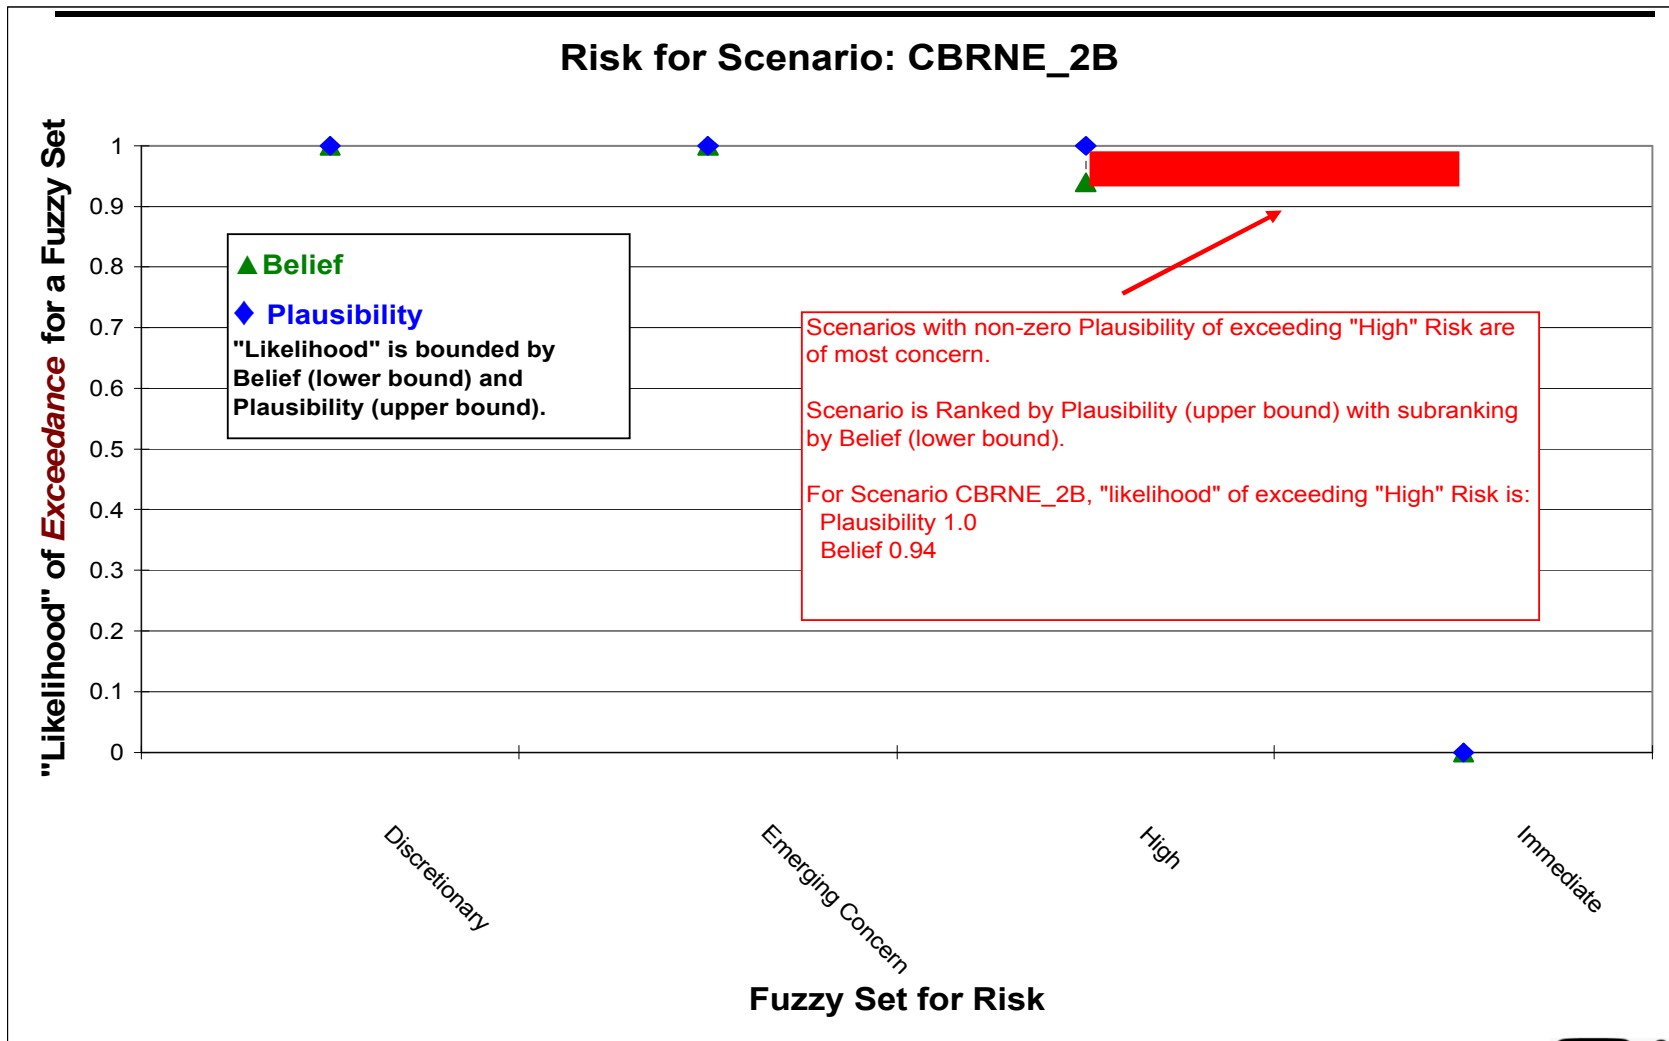 Risk for Scenario: CBRNE_2B
"Likelihood" of Exceedance for a Fuzzy Set
1
0.9
0.8
0.7
0.6
0.5
0.4
0.3
0.2
0.1
0
Belief
Plausibility
"Likelihood" is bounded by
Belief (lower bound) and
Plausibility (upper bound).
Scenarios with non-zero Plausibility of exceeding "High" Risk are
of most concern.
Scenario is Ranked by Plausibility (upper bound) with subranking
by Belief (lower bound).
For Scenario CBRNE_2B, "likelihood" of exceeding "High" Risk is:
Plausibility 1.0
Belief 0.94
Discretionary
Emerging Concern
High
Immediate
Fuzzy Set for Risk